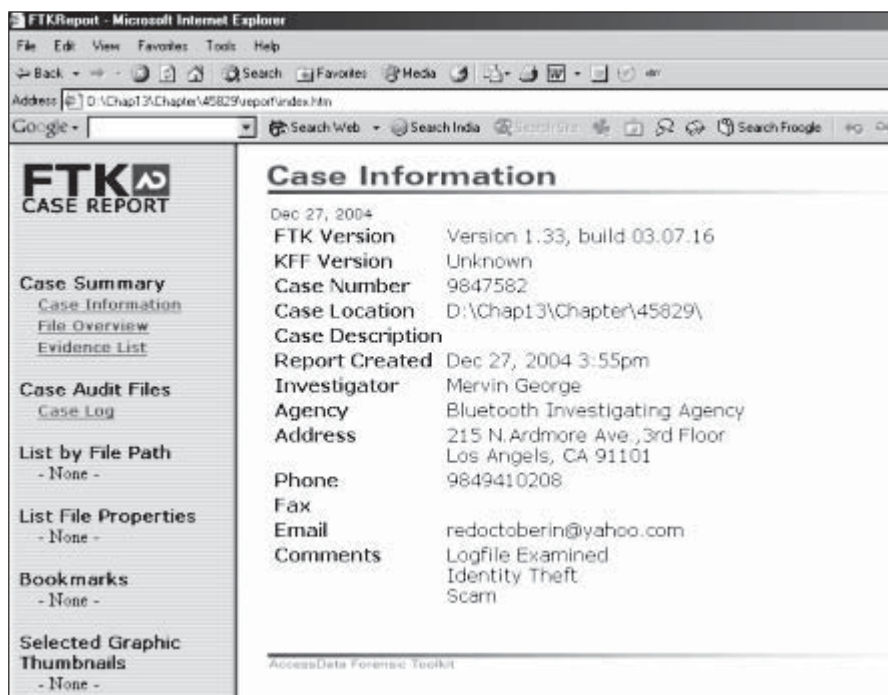 FTKReport - Microsoft Internet Explorer
File Edit View Favorites Tools Help
Back Search Favorites Media
Address D:\Chap13\Chapter\45829\report\index.htm
Google Search Web Search India Search Froogle
FTK
CASE REPORT
Case Summary
Case Information
File Overview
Evidence List
Case Audit Files
Case Log
List by File Path
- None -
List File Properties
- None -
Bookmarks
- None -
Selected Graphic
Thumbnails
- None -
Case Information
Dec 27, 2004
FTK Version Version 1.33, build 03.07.16
KFF Version Unknown
Case Number 9847582
Case Location D:\Chap13\Chapter\45829\
Case Description
Report Created Dec 27, 2004 3:55pm
Investigator Mervin George
Agency Bluetooth Investigating Agency
Address 215 N.Ardmore Ave.,3rd Floor
Los Angels, CA 91101
Phone 9849410208
Fax
Email redoctoberin@yahoo.com
Comments Logfile Examined
Identity Theft
Scam
AccessData Forensic Toolkit